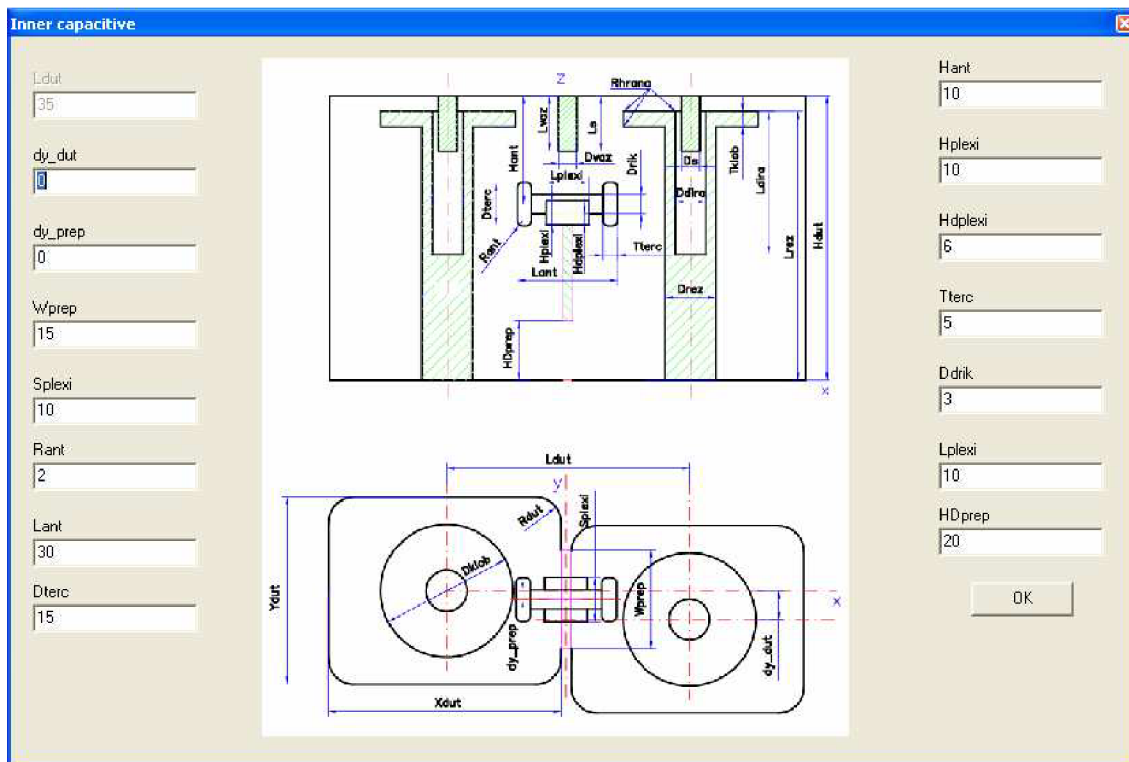 Inner capacitive
Ldut
35
dy_dut
0
dy_prep
0
Wprep
15
Splexi
10
Rant
2
Lant
30
Dterc
15
Z
Rhrana
Hant
Lvaz
Ls
Dvaz
Drik
Lplexi
Dterc
Rant
Hplexi
Hdplexi
Tterc
Lant
HDprep
Ds
Ddira
Tklob
Ldira
Lrez
Hdut
Drez
x
Ldut
y
Rdut
Splexi
Dklob
Ydut
Wprep
x
dy_prep
dy_dut
Xdut
Hant
10
Hplexi
10
Hdplexi
6
Tterc
5
Ddrik
3
Lplexi
10
HDprep
20
OK